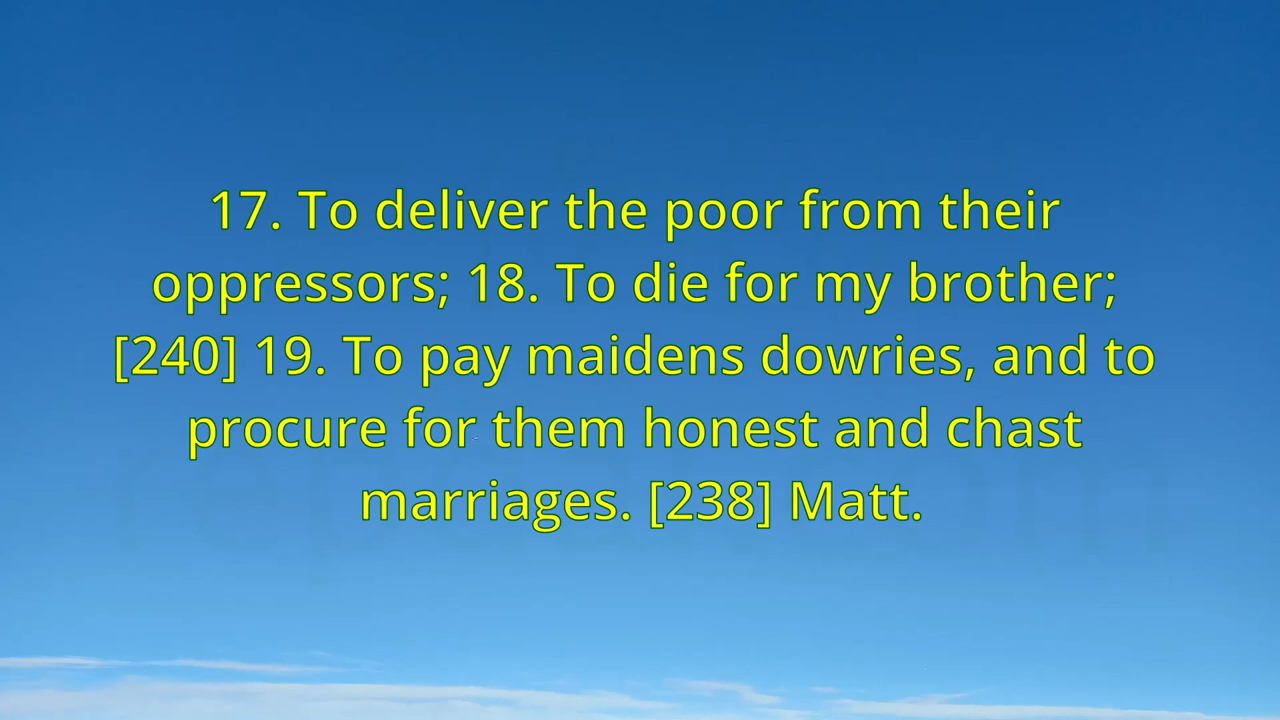 17. To deliver the poor from their
oppressors; 18. To die for my brother;
[240] 19. To pay maidens dowries, and to
procure for them honest and chast
marriages. [238] Matt.